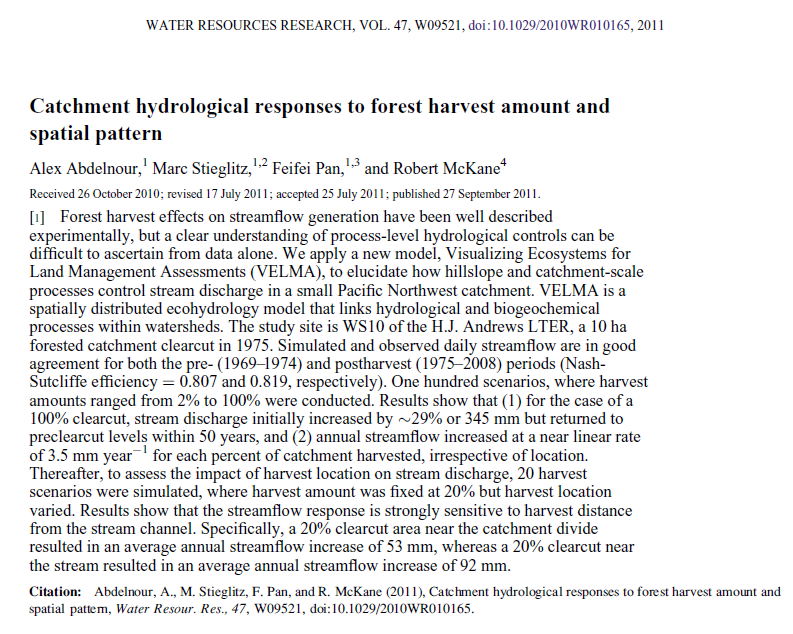 WATER RESOURCES RESEARCH, VOL. 47, W09521, doi:10.1029/2010WR010165, 2011
Catchment hydrological responses to forest harvest amount and
spatial pattern
Alex Abdelnour,1 Marc Stieglitz,1,2 Feifei Pan,1,3 and Robert McKane4
Received 26 October 2010; revised 17 July 2011; accepted 25 July 2011; published 27 September 2011.
[1] Forest harvest effects on streamflow generation have been well described
experimentally, but a clear understanding of process-level hydrological controls can be
difficult to ascertain from data alone. We apply a new model, Visualizing Ecosystems for
Land Management Assessments (VELMA), to elucidate how hillslope and catchment-scale
processes control stream discharge in a small Pacific Northwest catchment. VELMA is a
spatially distributed ecohydrology model that links hydrological and biogeochemical
processes within watersheds. The study site is WS10 of the H.J. Andrews LTER, a 10 ha
forested catchment clearcut in 1975. Simulated and observed daily streamflow are in good
agreement for both the pre- (1969–1974) and postharvest (1975–2008) periods (Nash-
Sutcliffe efficiency = 0.807 and 0.819, respectively). One hundred scenarios, where harvest
amounts ranged from 2% to 100% were conducted. Results show that (1) for the case of a
100% clearcut, stream discharge initially increased by ~29% or 345 mm but returned to
preclearcut levels within 50 years, and (2) annual streamflow increased at a near linear rate
of 3.5 mm year−1 for each percent of catchment harvested, irrespective of location.
Thereafter, to assess the impact of harvest location on stream discharge, 20 harvest
scenarios were simulated, where harvest amount was fixed at 20% but harvest location
varied. Results show that the streamflow response is strongly sensitive to harvest distance
from the stream channel. Specifically, a 20% clearcut area near the catchment divide
resulted in an average annual streamflow increase of 53 mm, whereas a 20% clearcut near
the stream resulted in an average annual streamflow increase of 92 mm.
Citation: Abdelnour, A., M. Stieglitz, F. Pan, and R. McKane (2011), Catchment hydrological responses to forest harvest amount and
spatial pattern, Water Resour. Res., 47, W09521, doi:10.1029/2010WR010165.